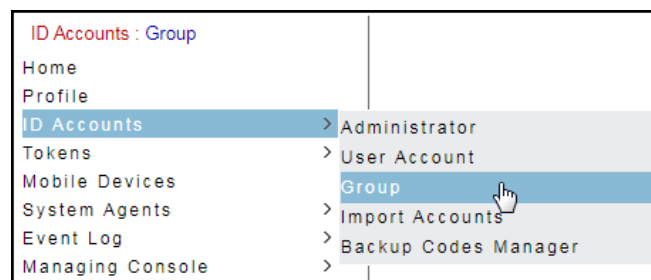 ID Accounts : Group
Home
Profile
ID Accounts >
Administrator
Tokens >
User Account
Mobile Devices
Group
System Agents >
Import Accounts
Event Log >
Backup Codes Manager
Managing Console >